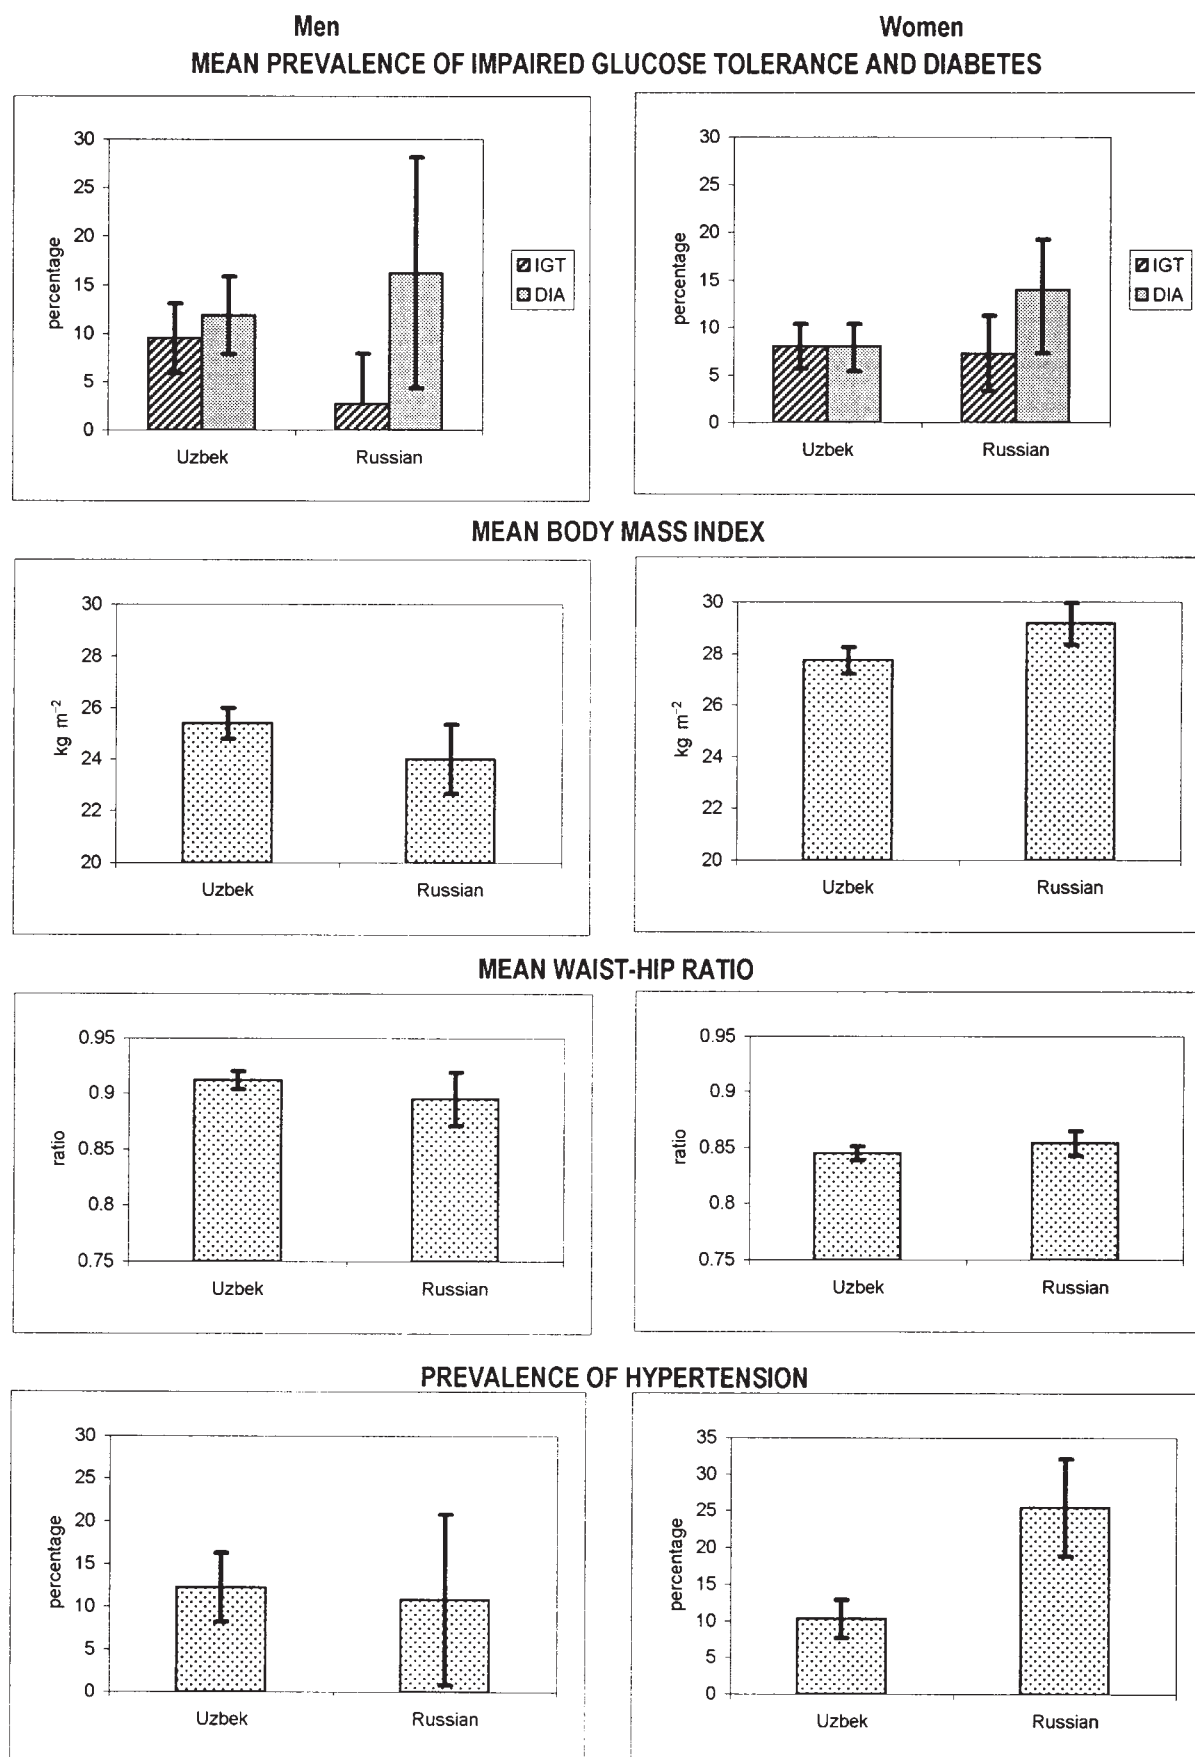 Men
Women
MEAN PREVALENCE OF IMPAIRED GLUCOSE TOLERANCE AND DIABETES
30
25
20
15
10
5
0
percentage
Uzbek
Russian
IGT
DIA
30
25
20
15
10
5
0
percentage
Uzbek
Russian
IGT
DIA
MEAN BODY MASS INDEX
30
28
26
24
22
20
kg m⁻²
Uzbek
Russian
30
28
26
24
22
20
kg m⁻²
Uzbek
Russian
MEAN WAIST-HIP RATIO
0.95
0.9
0.85
0.8
0.75
ratio
Uzbek
Russian
0.95
0.9
0.85
0.8
0.75
ratio
Uzbek
Russian
PREVALENCE OF HYPERTENSION
30
25
20
15
10
5
0
percentage
Uzbek
Russian
35
30
25
20
15
10
5
0
percentage
Uzbek
Russian